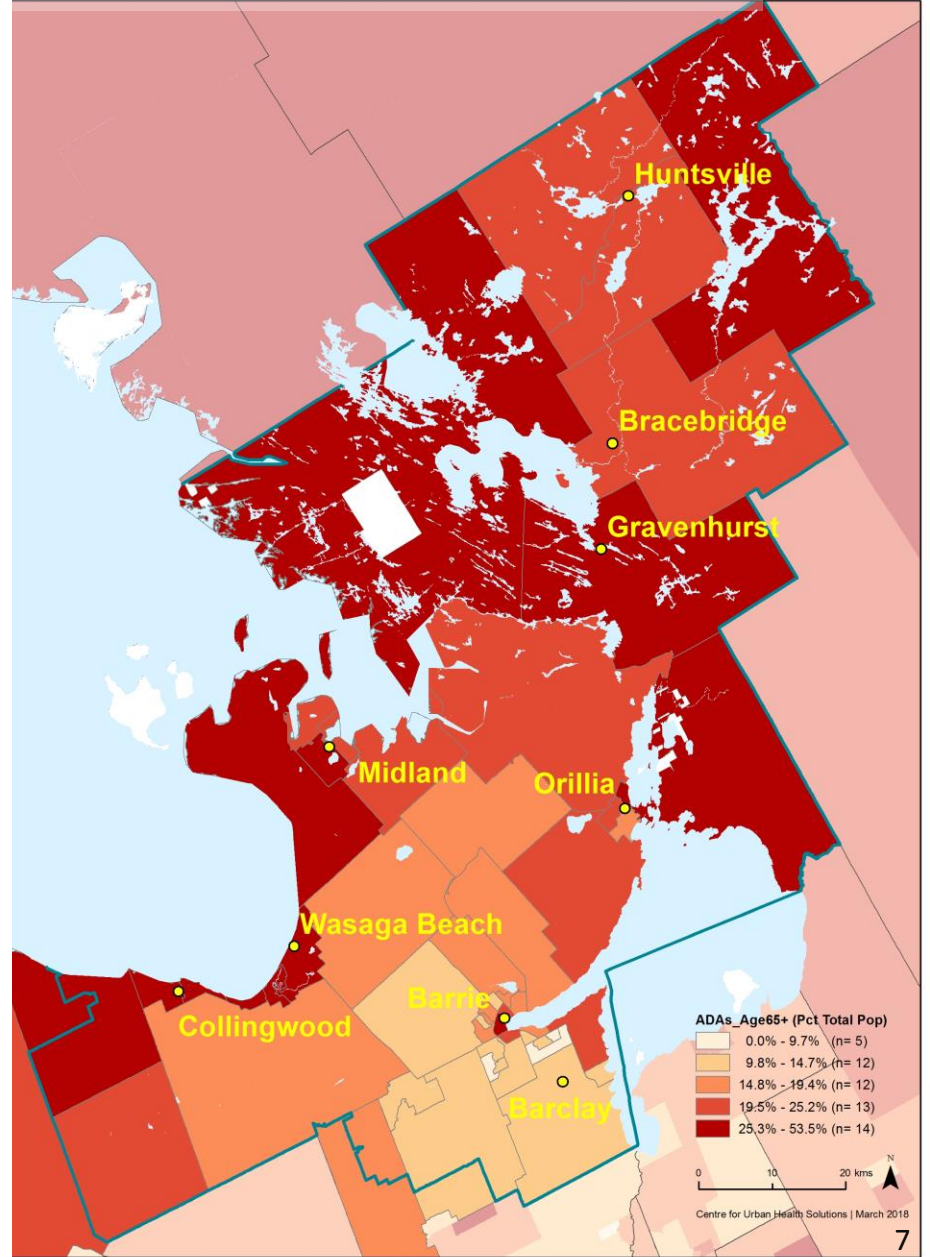 Huntsville
Bracebridge
Gravenhurst
Midland
Orillia
Wasaga Beach
Barrie
Collingwood
Barclay
ADAs_Age65+ (Pct Total Pop)
0.0% - 9.7% (n= 5)
9.8% - 14.7% (n= 12)
14.8% - 19.4% (n= 12)
19.5% - 25.2% (n= 13)
25.3% - 53.5% (n= 14)
0 10 20 kms
N
Centre for Urban Health Solutions | March 2018
7